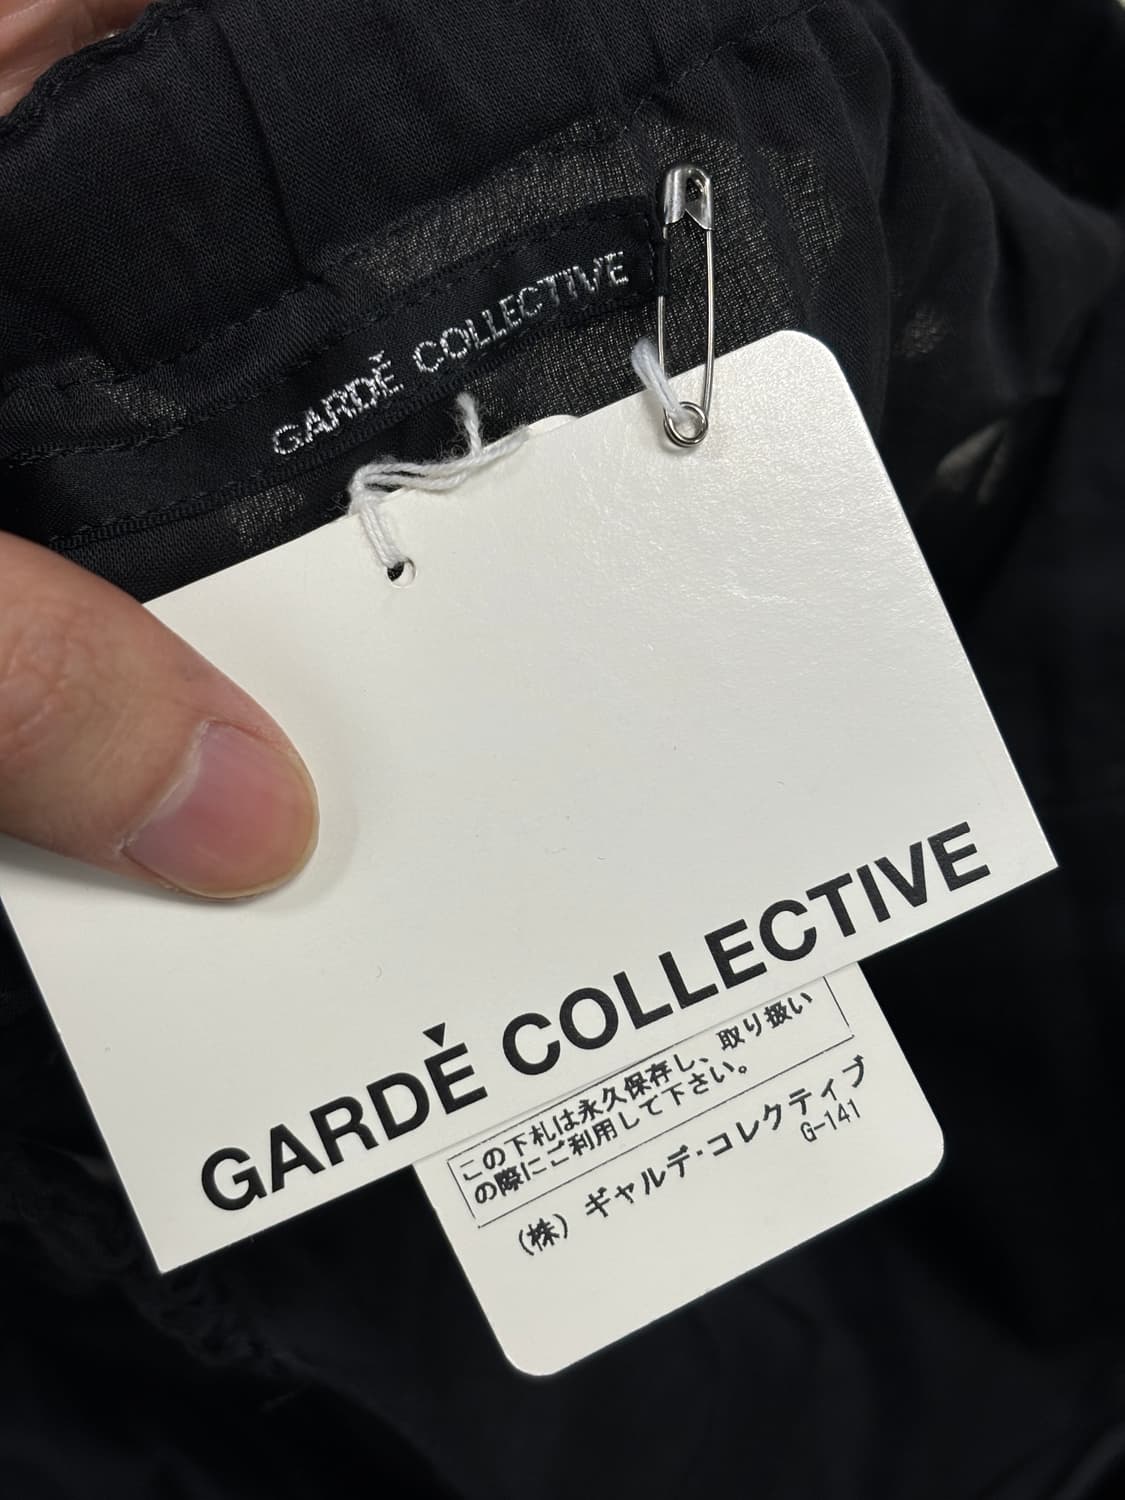 GARDĚ COLLECTIVE
GARDĚ COLLECTIVE
この下札は永久保存し、取り扱い
の際にご利用して下さい。
(株) ギャルデ・コレクティブ
G-141